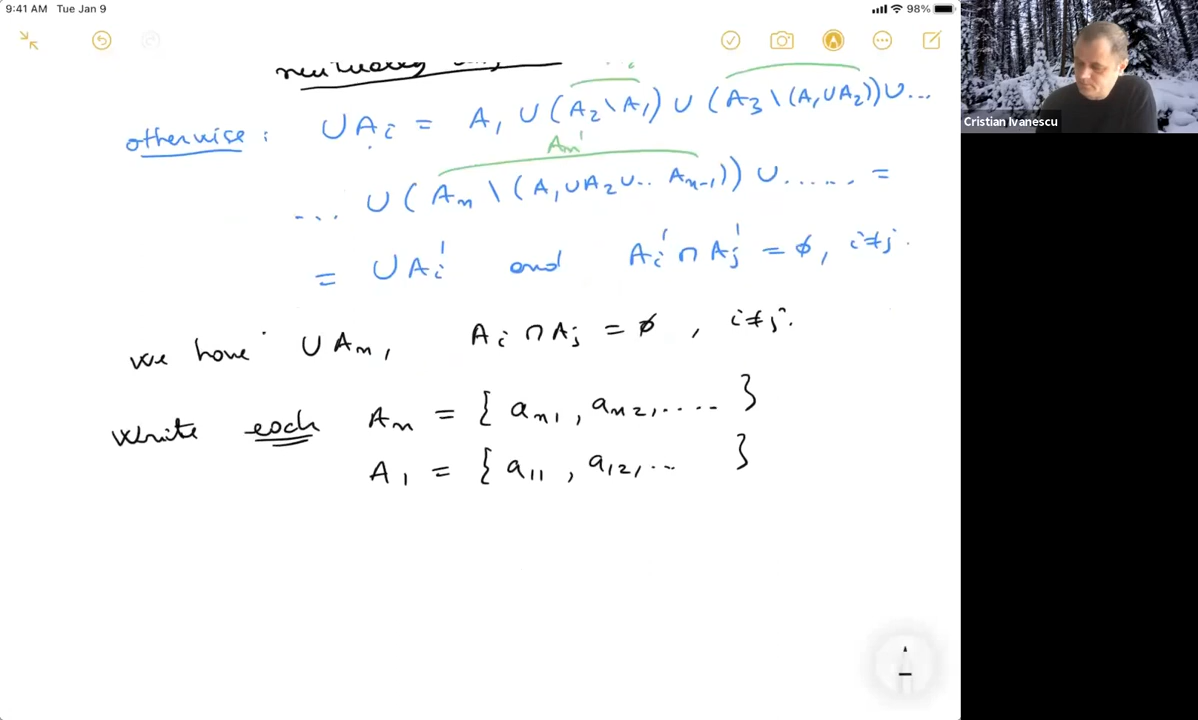 9:41 AM Tue Jan 9
98%
Cristian Ivanescu
otherwise : ∪Ai = A1 ∪ (A2 \ A1) ∪ (A3 \ (A1 ∪ A2)) ∪ ...
An'
... ∪ ( An \ ( A1 ∪ A2 ∪ .. An-1 )) ∪ ...... =
= ∪ Ai' and Ai' ∩ Aj' = ∅, i≠j.
we have ∪ An, Ai ∩ Aj = ∅ , i≠j.
write each An = { an1 , an2, .... }
A1 = { a11 , a12, ... }